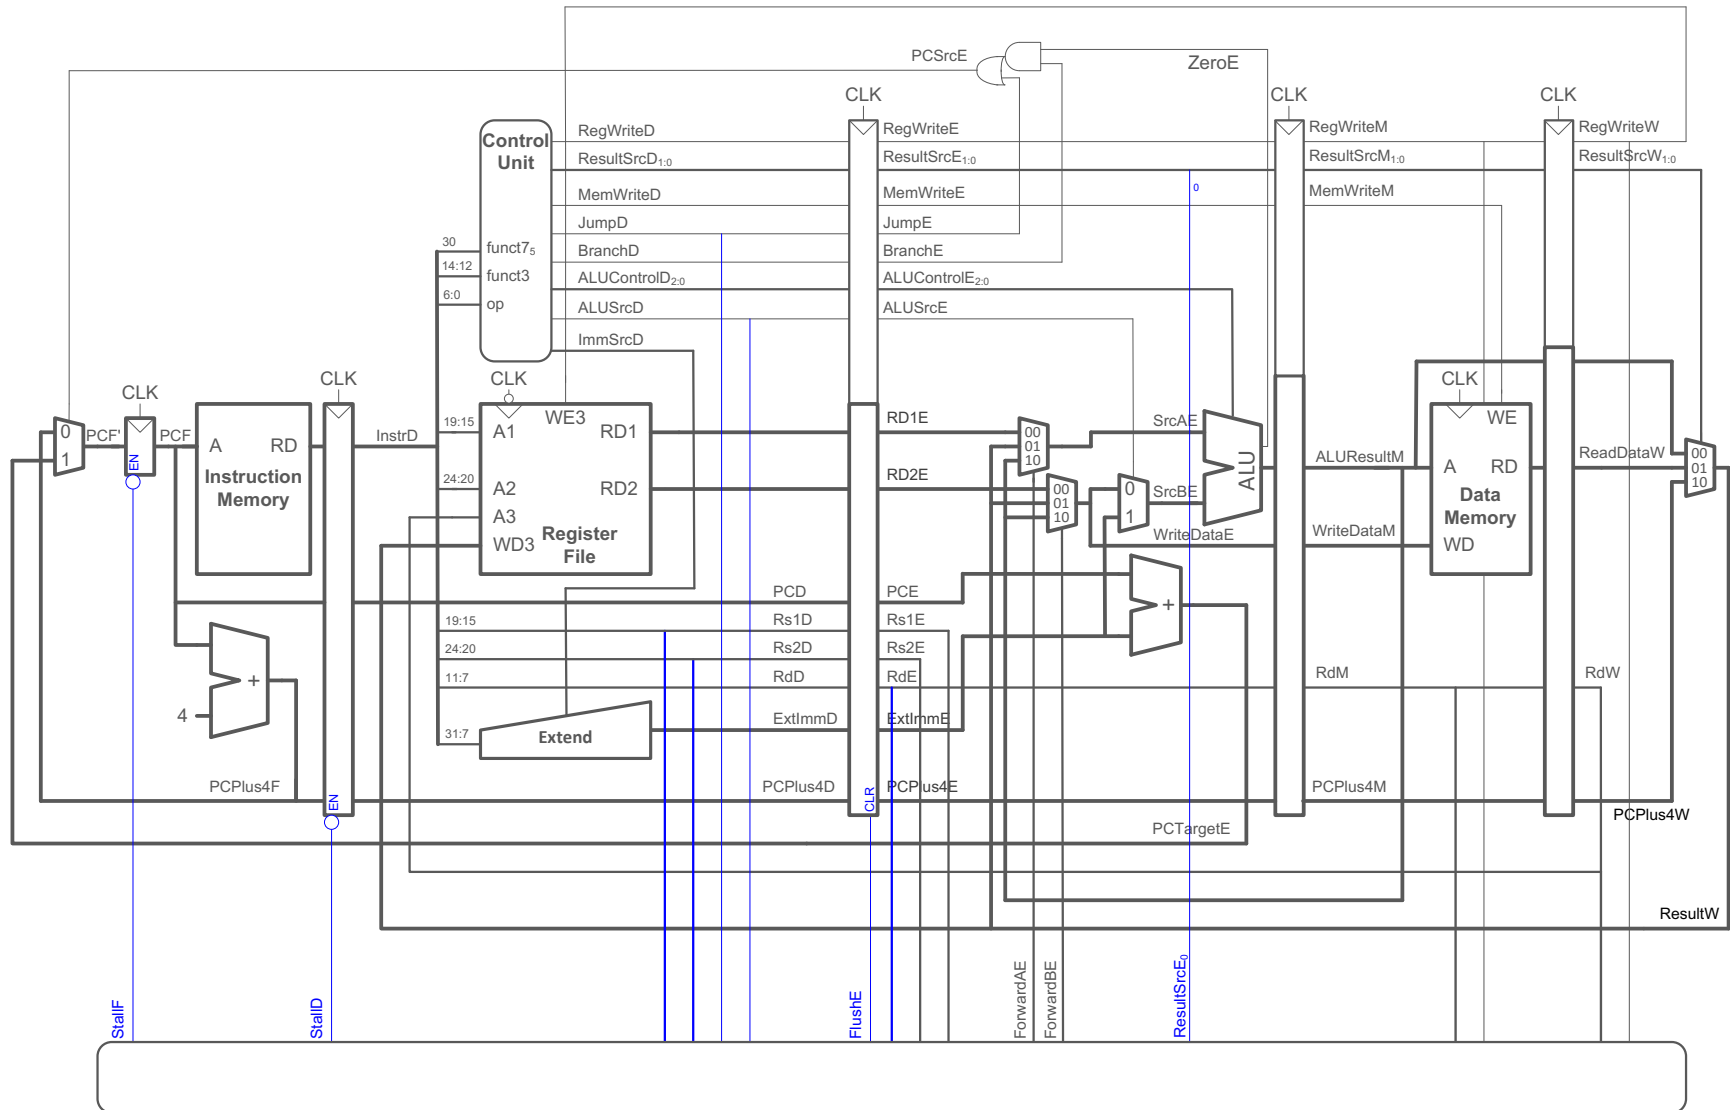 PCSrcE
ZeroE
CLK
CLK
CLK
Control
Unit
RegWriteD
RegWriteE
RegWriteM
RegWriteW
ResultSrcD1:0
ResultSrcE1:0
ResultSrcM1:0
ResultSrcW1:0
0
MemWriteD
MemWriteE
MemWriteM
JumpD
JumpE
30
funct75
BranchD
BranchE
14:12
funct3
ALUControlD2:0
ALUControlE2:0
6:0
op
ALUSrcD
ALUSrcE
ImmSrcD
CLK
CLK
CLK
CLK
0
1
PCF'
EN
PCF
A
RD
Instruction
Memory
InstrD
19:15
A1
WE3
RD1
RD1E
00
01
10
SrcAE
ALU
ALUResultM
WE
A
RD
Data
Memory
WD
ReadDataW
00
01
10
24:20
A2
RD2
RD2E
00
01
10
0
1
SrcBE
A3
WD3
Register
File
WriteDataE
WriteDataM
PCD
PCE
+
19:15
Rs1D
Rs1E
24:20
Rs2D
Rs2E
11:7
RdD
RdE
RdM
RdW
+
4
31:7
Extend
ExtImmD
ExtImmE
PCPlus4F
EN
PCPlus4D
CLR
PCPlus4E
PCPlus4M
PCPlus4W
PCTargetE
ResultW
StallF
StallD
FlushE
ForwardAE
ForwardBE
ResultSrcE0